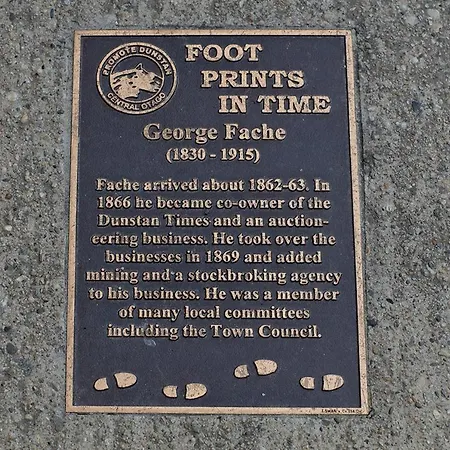 PROMOTE DUNSTAN
CENTRAL OTAGO
FOOT
PRINTS
IN TIME
George Fache
(1830 - 1915)
Fache arrived about 1862-63. In
1866 he became co-owner of the
Dunstan Times and an auction-
eering business. He took over the
businesses in 1869 and added
mining and a stockbroking agency
to his business. He was a member
of many local committees
including the Town Council.